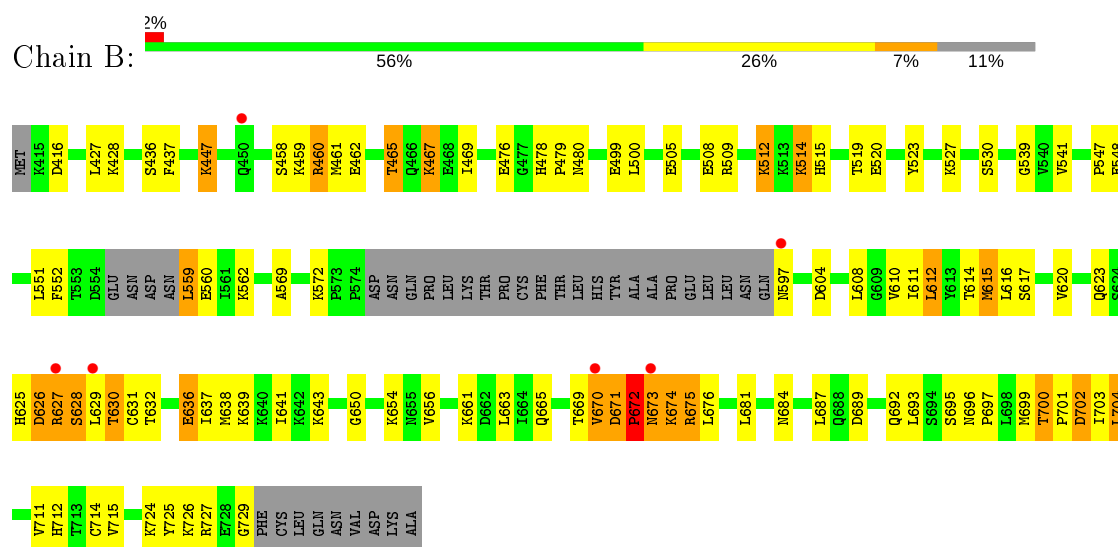 2%
Chain B:
56% 26% 7% 11%
MET K415 D416 L427 K428 S436 F437 K447 Q450 S458 K459 R460 M461 E462 T465 Q466 K467 E468 I469 E476 G477 H478 P479 N480 E499 L500 E505 E508 R509 K512 K513 K514 H515 T519 E520 Y523 K527 S530 G539 V540 V541 P547
L551 F552 T553 D554 GLU ASN ASP ASN L559 E560 I561 K562 A569 K572 P573 P574 ASP ASN GLN PRO LEU LYS THR PRO CYS PHE THR LEU HIS TYR ALA ALA PRO GLU LEU LEU ASN GLN N597 D604 L608 G609 V610 I611 L612 Y613 T614 M615 L616 S617 V620 Q623 S624
H625 D626 R627 S628 L629 T630 C631 T632 E636 I637 M638 K639 K640 I641 K642 K643 G650 K654 N655 V656 K661 D662 L663 I664 Q665 T669 V670 D671 P672 N673 K674 R675 L676 L681 N684 L687 Q688 D689 Q692 L693 S694 S695 N696 P697 L698 M699 T700 P701 D702 I703 L704
V711 H712 T713 C714 V715 K724 Y725 K726 R727 E728 G729 PHE CYS LEU GLN ASN VAL ASP LYS ALA